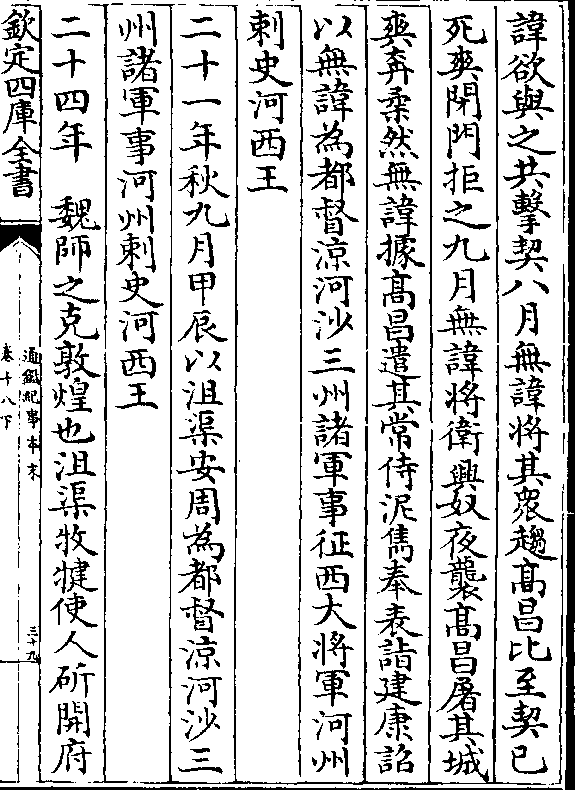 諱欲與之共擊契八月無諱將其衆趨髙昌比至契已
死爽閉門拒之九月無諱將衛興奴夜襲髙昌屠其城
爽奔柔然無諱據髙昌遣其常侍泥雋奉表詣建康詔
以無諱為都督涼河沙三州諸軍事征西大將軍河州
刺史河西王
二十一年秋九月甲辰以沮渠安周為都督涼河沙三
州諸軍事河州刺史河西王
二十四年　魏師之克敦煌也沮渠牧犍使人斫開府
欽定四庫全書
通鑑紀事本末
卷十八下
三十九